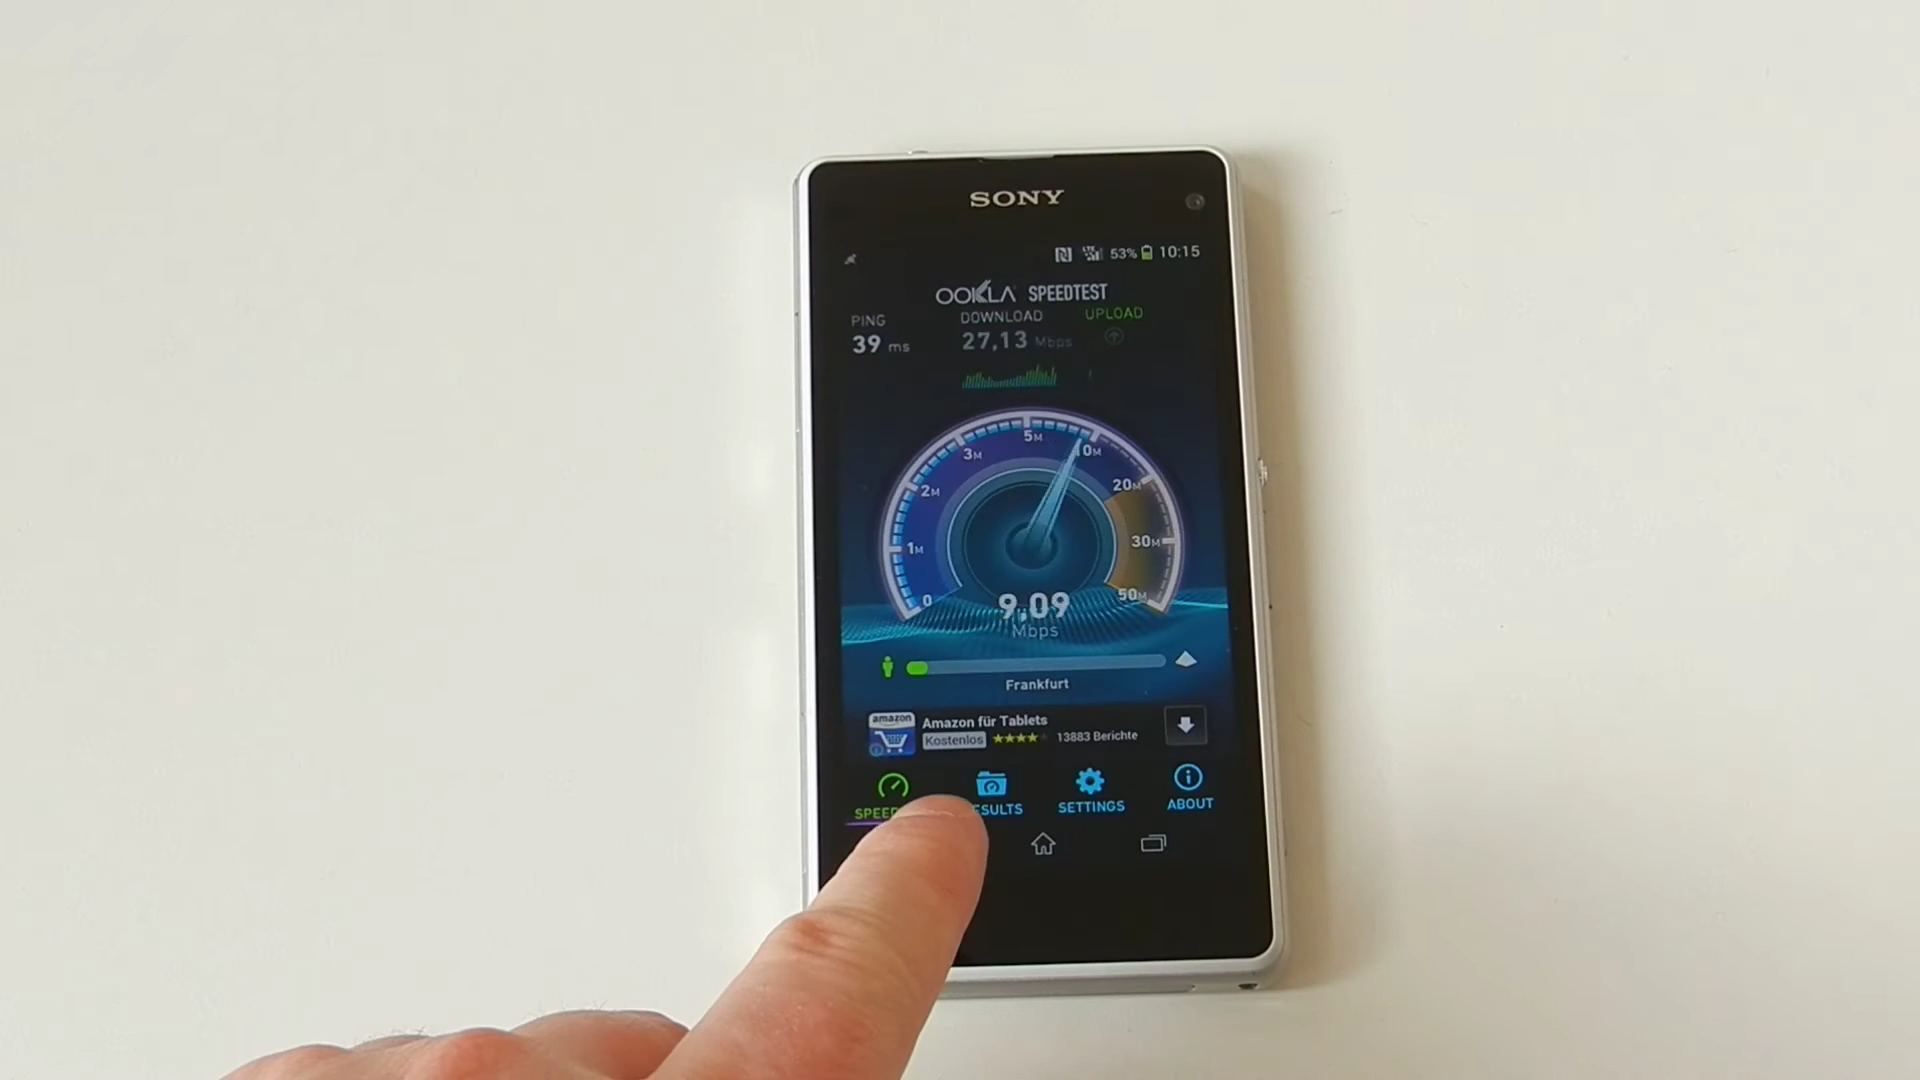 SONY
LTE 53% 10:15
OOKLA SPEEDTEST
PING DOWNLOAD UPLOAD
39 ms 27,13 Mbps
5M
3M 10M
2M 20M
1M 30M
0 50M
9,09
Mbps
Frankfurt
amazon Amazon für Tablets
Kostenlos 13883 Berichte
SETTINGS ABOUT